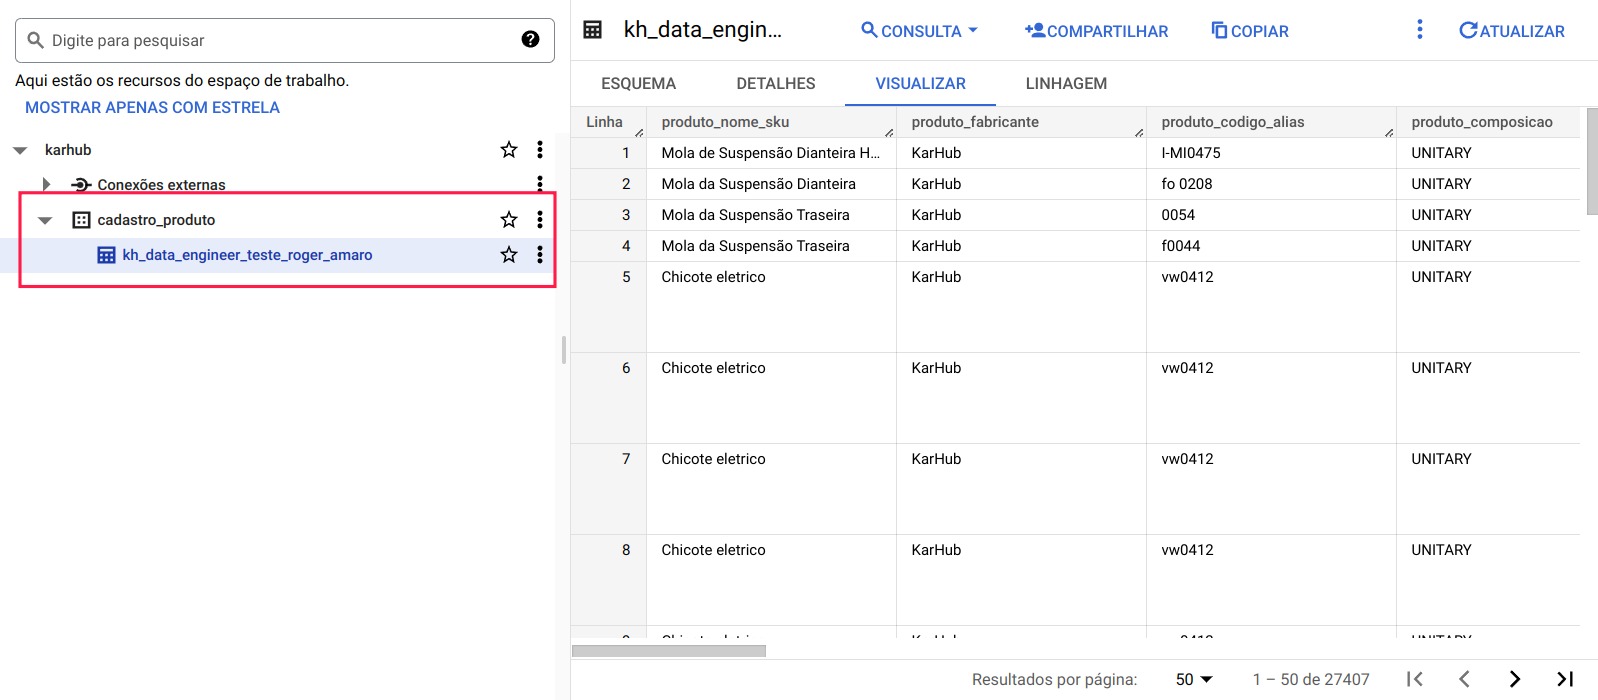 Digite para pesquisar
Aqui estão os recursos do espaço de trabalho.
MOSTRAR APENAS COM ESTRELA
karhub
Conexões externas
cadastro_produto
kh_data_engineer_teste_roger_amaro
kh_data_engin... CONSULTA COMPARTILHAR COPIAR ATUALIZAR
ESQUEMA DETALHES VISUALIZAR LINHAGEM
Linha produto_nome_sku produto_fabricante produto_codigo_alias produto_composicao
1 Mola de Suspensão Dianteira H... KarHub I-MI0475 UNITARY
2 Mola da Suspensão Dianteira KarHub fo 0208 UNITARY
3 Mola da Suspensão Traseira KarHub 0054 UNITARY
4 Mola da Suspensão Traseira KarHub f0044 UNITARY
5 Chicote eletrico KarHub vw0412 UNITARY
6 Chicote eletrico KarHub vw0412 UNITARY
7 Chicote eletrico KarHub vw0412 UNITARY
8 Chicote eletrico KarHub vw0412 UNITARY
Resultados por página: 50 1 – 50 de 27407